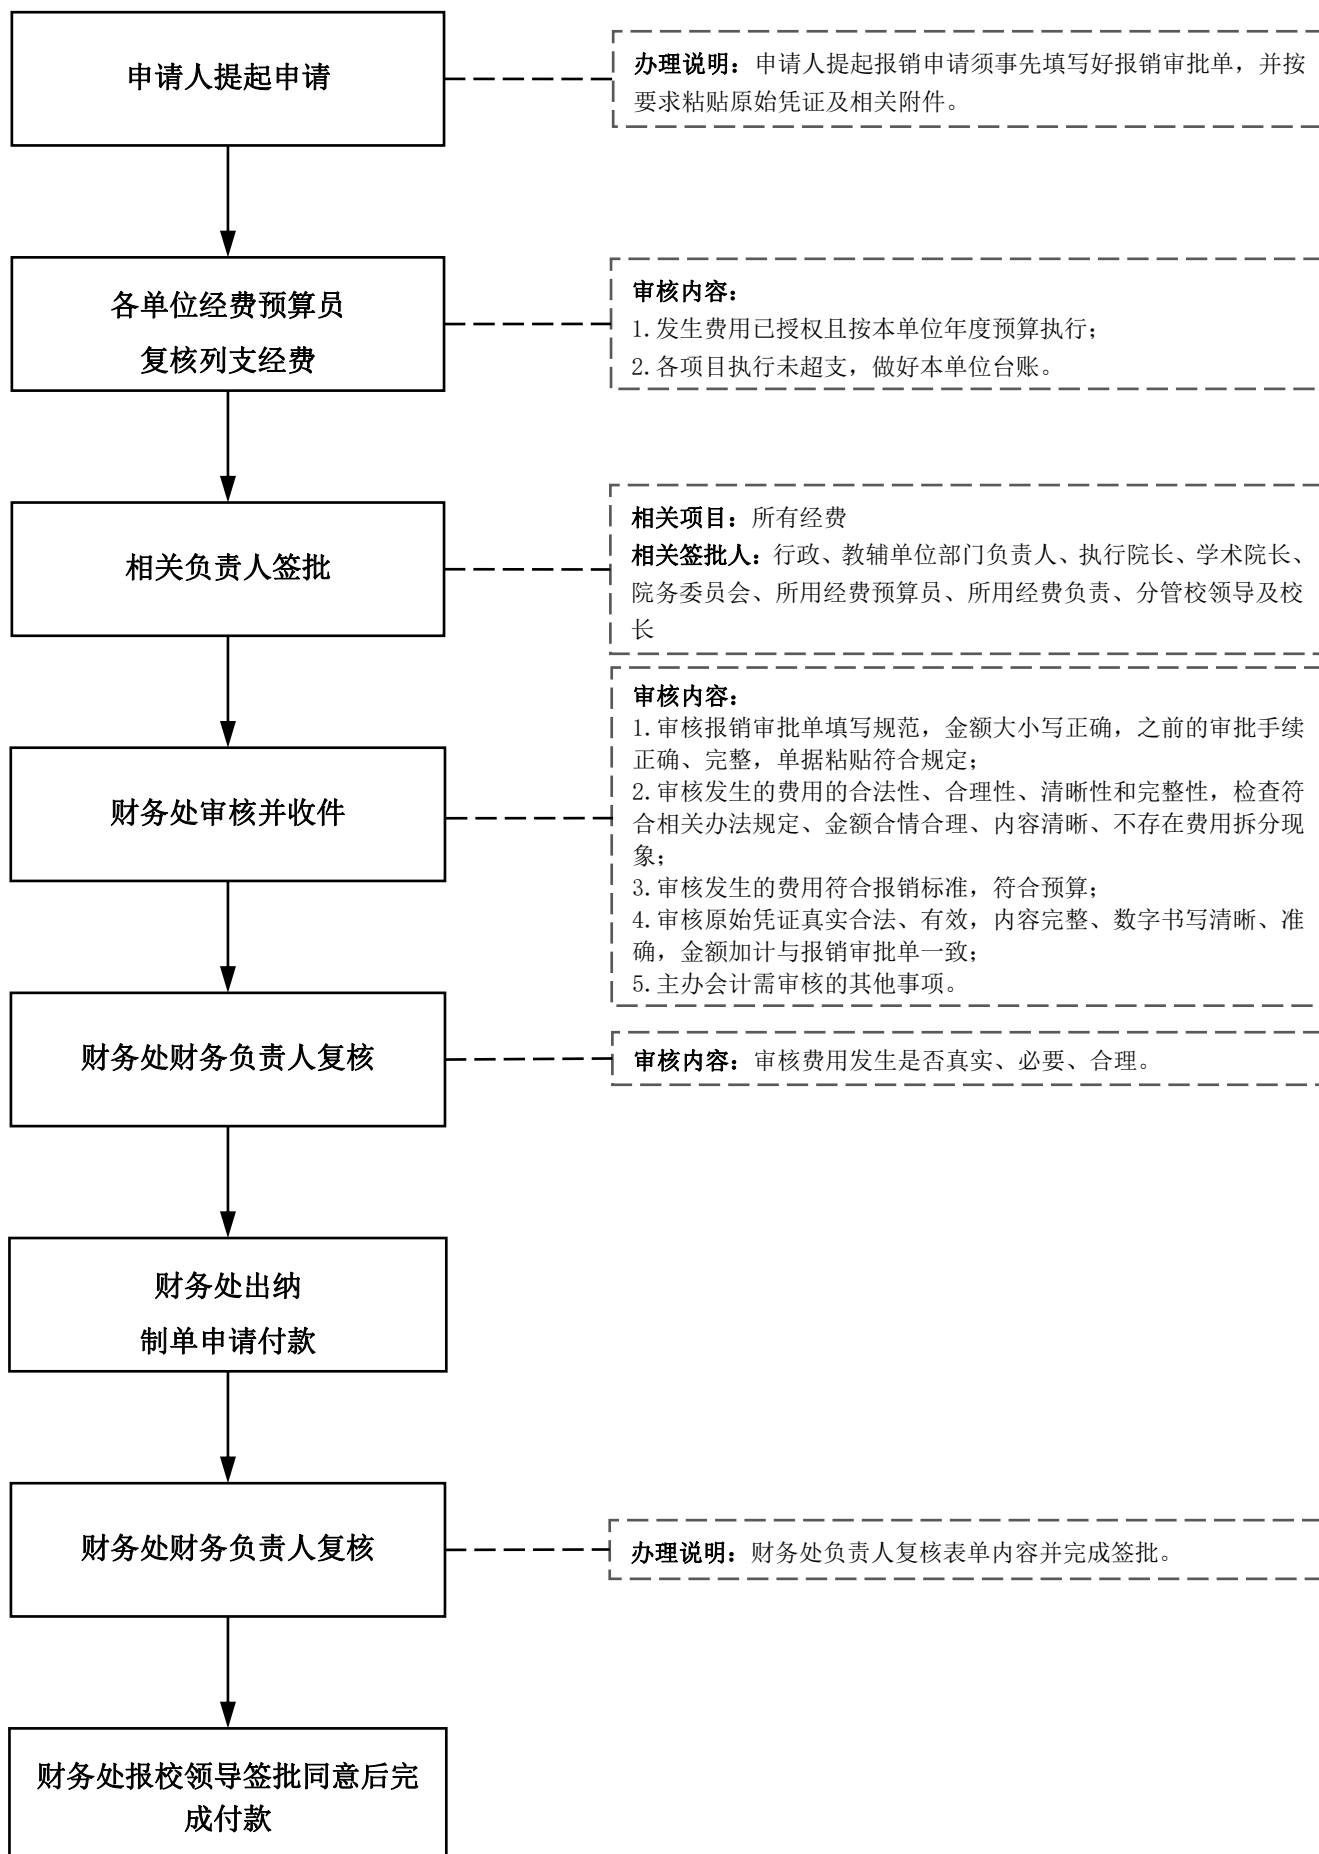 申请人提起申请
办理说明：申请人提起报销申请须事先填写好报销审批单，并按
要求粘贴原始凭证及相关附件。
各单位经费预算员
复核列支经费
审核内容：
1.发生费用已授权且按本单位年度预算执行；
2.各项目执行未超支，做好本单位台账。
相关负责人签批
相关项目：所有经费
相关签批人：行政、教辅单位部门负责人、执行院长、学术院长、
院务委员会、所用经费预算员、所用经费负责、分管校领导及校
长
财务处审核并收件
审核内容：
1.审核报销审批单填写规范，金额大小写正确，之前的审批手续
正确、完整，单据粘贴符合规定；
2.审核发生的费用的合法性、合理性、清晰性和完整性，检查符
合相关办法规定、金额合情合理、内容清晰、不存在费用拆分现
象；
3.审核发生的费用符合报销标准，符合预算；
4.审核原始凭证真实合法、有效，内容完整、数字书写清晰、准
确，金额加计与报销审批单一致；
5.主办会计需审核的其他事项。
财务处财务负责人复核
审核内容：审核费用发生是否真实、必要、合理。
财务处出纳
制单申请付款
财务处财务负责人复核
办理说明：财务处负责人复核表单内容并完成签批。
财务处报校领导签批同意后完
成付款